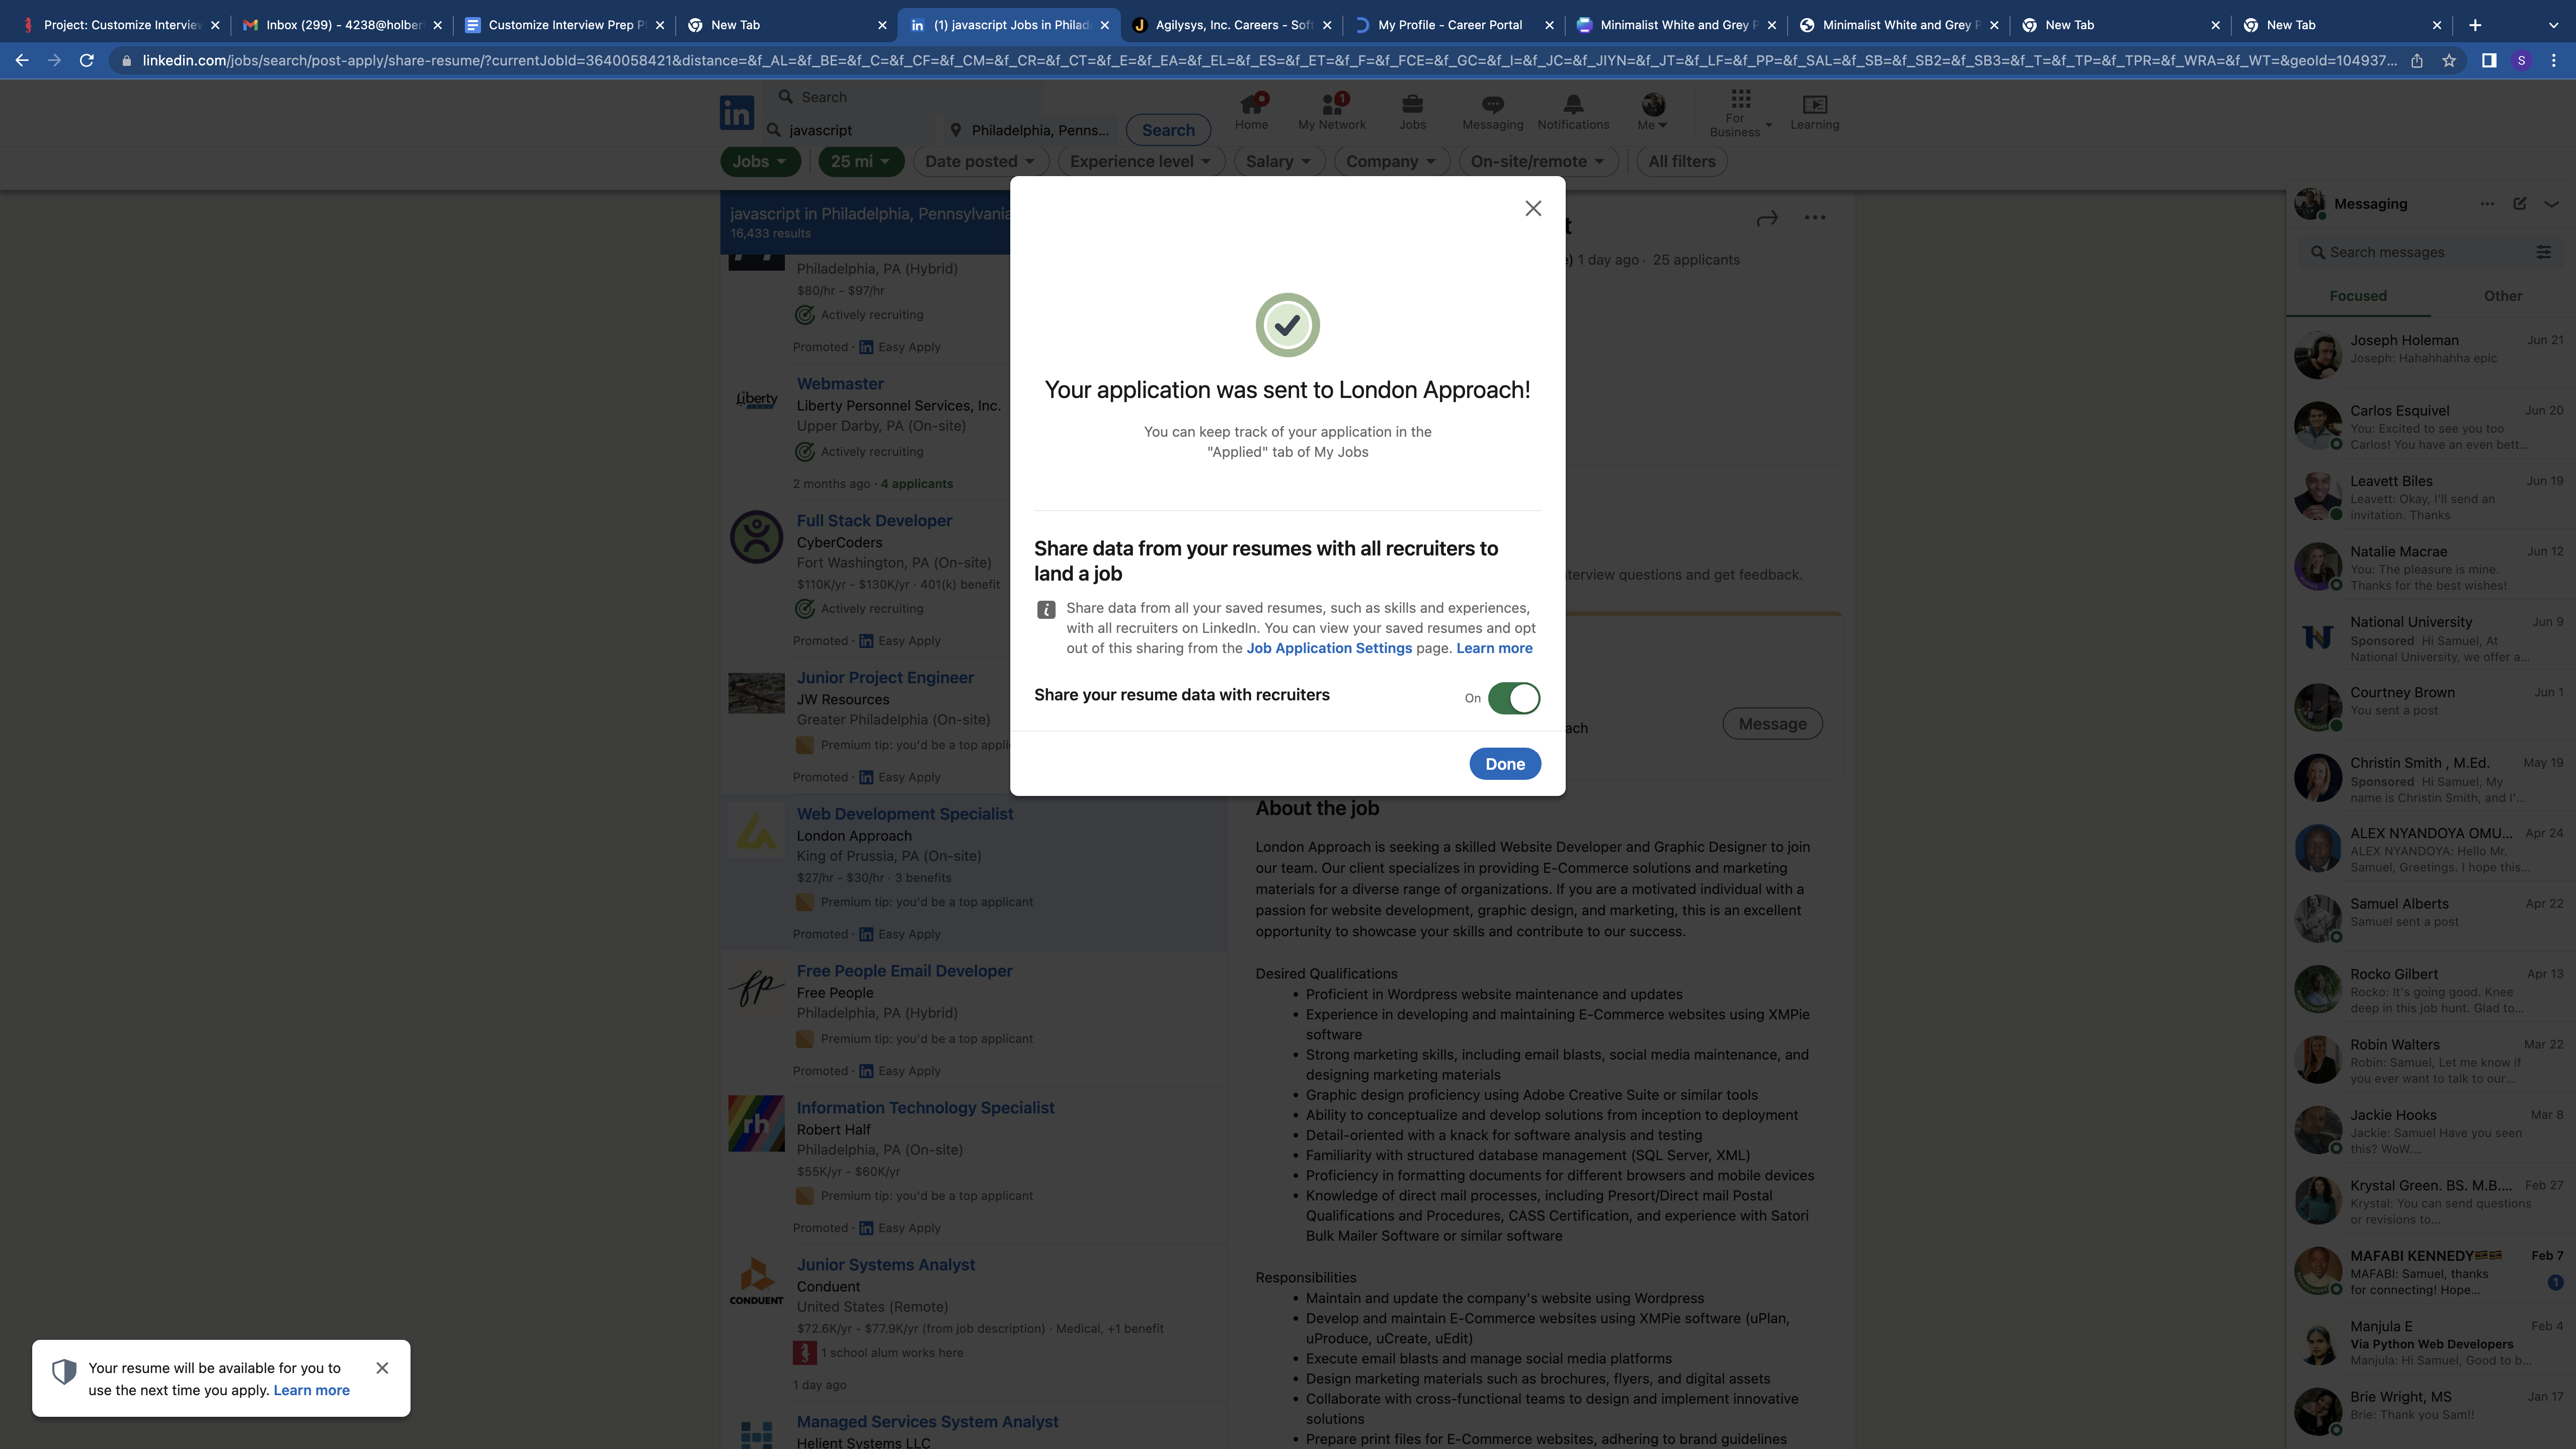 Project: Customize Interview
Inbox (299) - 4238@holber
Customize Interview Prep P
New Tab
(1) javascript Jobs in Philad
Agilysys, Inc. Careers - Soft
My Profile - Career Portal
Minimalist White and Grey P
Minimalist White and Grey P
New Tab
New Tab
linkedin.com/jobs/search/post-apply/share-resume/?currentJobId=3640058421&distance=&f_AL=&f_BE=&f_C=&f_CF=&f_CM=&f_CR=&f_CT=&f_E=&f_EA=&f_EL=&f_ES=&f_ET=&f_F=&f_FCE=&f_GC=&f_I=&f_JC=&f_JIYN=&f_JT=&f_LF=&f_PP=&f_SAL=&f_SB=&f_SB2=&f_SB3=&f_T=&f_TP=&f_TPR=&f_WRA=&f_WT=&geoId=104937...
S
in
Search
javascript
Philadelphia, Penns...
Search
Home
1
My Network
Jobs
Messaging
Notifications
Me
For
Business
Learning
Jobs
25 mi
Date posted
Experience level
Salary
Company
On-site/remote
All filters
javascript in Philadelphia, Pennsylvania
16,433 results
Philadelphia, PA (Hybrid)
$80/hr - $97/hr
Actively recruiting
Promoted · in Easy Apply
Liberty
Webmaster
Liberty Personnel Services, Inc.
Upper Darby, PA (On-site)
Actively recruiting
2 months ago · 4 applicants
Full Stack Developer
CyberCoders
Fort Washington, PA (On-site)
$110K/yr - $130K/yr · 401(k) benefit
Actively recruiting
Promoted · in Easy Apply
Junior Project Engineer
JW Resources
Greater Philadelphia (On-site)
Premium tip: you'd be a top appli
Promoted · in Easy Apply
Web Development Specialist
London Approach
King of Prussia, PA (On-site)
$27/hr - $30/hr · 3 benefits
Premium tip: you'd be a top applicant
Promoted · in Easy Apply
fp
Free People Email Developer
Free People
Philadelphia, PA (Hybrid)
Premium tip: you'd be a top applicant
Promoted · in Easy Apply
rh
Information Technology Specialist
Robert Half
Philadelphia, PA (On-site)
$55K/yr - $60K/yr
Premium tip: you'd be a top applicant
Promoted · in Easy Apply
CONDUENT
Junior Systems Analyst
Conduent
United States (Remote)
$72.6K/yr - $77.9K/yr (from job description) · Medical, +1 benefit
1 school alum works here
1 day ago
Managed Services System Analyst
Helient Systems LLC
Your application was sent to London Approach!
You can keep track of your application in the
"Applied" tab of My Jobs
Share data from your resumes with all recruiters to
land a job
Share data from all your saved resumes, such as skills and experiences,
with all recruiters on LinkedIn. You can view your saved resumes and opt
out of this sharing from the Job Application Settings page. Learn more
Share your resume data with recruiters
On
Done
t
) 1 day ago · 25 applicants
terview questions and get feedback.
ach
Message
About the job
London Approach is seeking a skilled Website Developer and Graphic Designer to join
our team. Our client specializes in providing E-Commerce solutions and marketing
materials for a diverse range of organizations. If you are a motivated individual with a
passion for website development, graphic design, and marketing, this is an excellent
opportunity to showcase your skills and contribute to our success.
Desired Qualifications
• Proficient in Wordpress website maintenance and updates
• Experience in developing and maintaining E-Commerce websites using XMPie
software
• Strong marketing skills, including email blasts, social media maintenance, and
designing marketing materials
• Graphic design proficiency using Adobe Creative Suite or similar tools
• Ability to conceptualize and develop solutions from inception to deployment
• Detail-oriented with a knack for software analysis and testing
• Familiarity with structured database management (SQL Server, XML)
• Proficiency in formatting documents for different browsers and mobile devices
• Knowledge of direct mail processes, including Presort/Direct mail Postal
Qualifications and Procedures, CASS Certification, and experience with Satori
Bulk Mailer Software or similar software
Responsibilities
• Maintain and update the company's website using Wordpress
• Develop and maintain E-Commerce websites using XMPie software (uPlan,
uProduce, uCreate, uEdit)
• Execute email blasts and manage social media platforms
• Design marketing materials such as brochures, flyers, and digital assets
• Collaborate with cross-functional teams to design and implement innovative
solutions
• Prepare print files for E-Commerce websites, adhering to brand guidelines
Messaging
Search messages
Focused
Other
Joseph Holeman Jun 21
Joseph: Hahahhahha epic
Carlos Esquivel Jun 20
You: Excited to see you too
Carlos! You have an even bett...
Leavett Biles Jun 19
Leavett: Okay, I'll send an
invitation. Thanks
Natalie Macrae Jun 12
You: The pleasure is mine.
Thanks for the best wishes!
National University Jun 9
Sponsored Hi Samuel, At
National University, we offer a...
Courtney Brown Jun 1
You sent a post
Christin Smith , M.Ed. May 19
Sponsored Hi Samuel, My
name is Christin Smith, and I'...
ALEX NYANDOYA OMU... Apr 24
ALEX NYANDOYA: Hello Mr.
Samuel, Greetings. I hope this...
Samuel Alberts Apr 22
Samuel sent a post
Rocko Gilbert Apr 13
Rocko: It's going good. Knee
deep in this job hunt. Glad to...
Robin Walters Mar 22
Robin: Samuel, Let me know if
you ever want to talk to our...
Jackie Hooks Mar 8
Jackie: Samuel Have you seen
this? WoW....
Krystal Green. BS. M.B.... Feb 27
Krystal: You can send questions
or revisions to...
MAFABI KENNEDY Feb 7
MAFABI: Samuel, thanks
for connecting! Hope...
1
Manjula E Feb 4
Via Python Web Developers
Manjula: Hi Samuel, Good to b...
Brie Wright, MS Jan 17
Brie: Thank you Sam!!
Your resume will be available for you to
use the next time you apply. Learn more